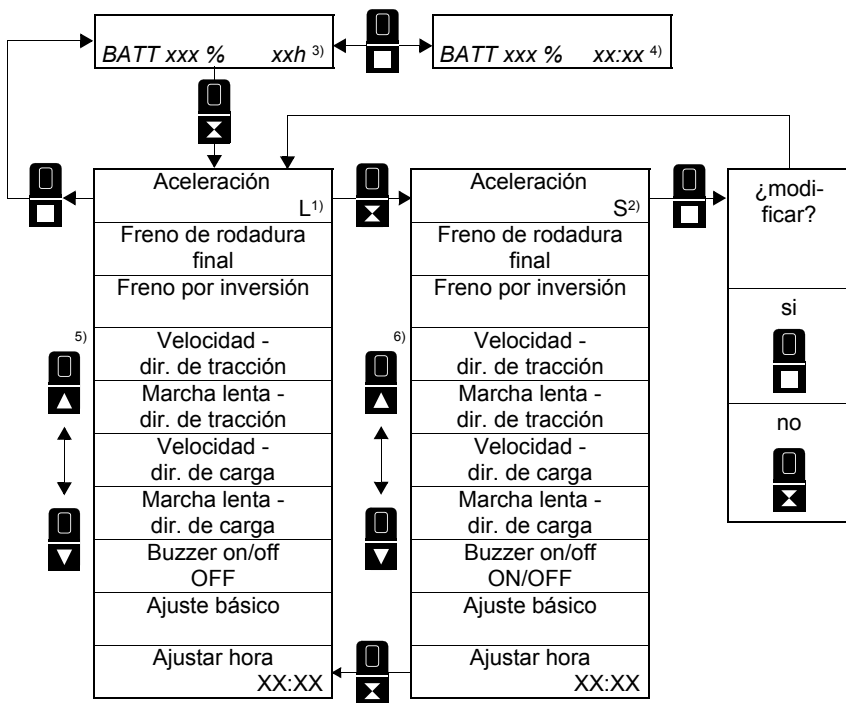 BATT xxx % xxh 3)
BATT xxx % xx:xx 4)
Aceleración
L1)
Freno de rodadura
final
Freno por inversión
5)
Velocidad -
dir. de tracción
Marcha lenta -
dir. de tracción
Velocidad -
dir. de carga
Marcha lenta -
dir. de carga
Buzzer on/off
OFF
Ajuste básico
Ajustar hora
XX:XX
Aceleración
S2)
Freno de rodadura
final
Freno por inversión
6)
Velocidad -
dir. de tracción
Marcha lenta -
dir. de tracción
Velocidad -
dir. de carga
Marcha lenta -
dir. de carga
Buzzer on/off
ON/OFF
Ajuste básico
Ajustar hora
XX:XX
¿modi-
ficar?
si
no